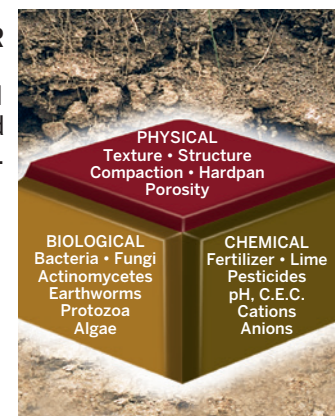 R
d
.
PHYSICAL
Texture • Structure
Compaction • Hardpan
Porosity
BIOLOGICAL
Bacteria • Fungi
Actinomycetes
Earthworms
Protozoa
Algae
CHEMICAL
Fertilizer • Lime
Pesticides
pH, C.E.C.
Cations
Anions